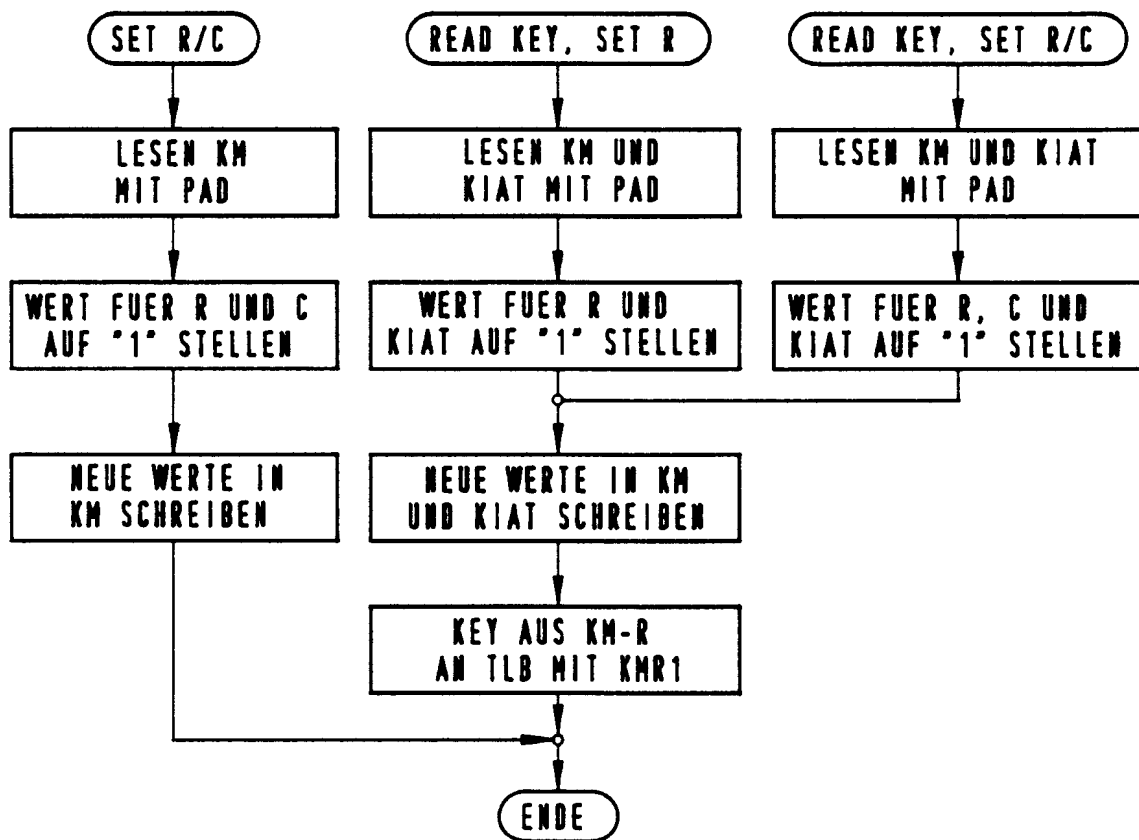 SET R/C
READ KEY, SET R
READ KEY, SET R/C
LESEN KM
MIT PAD
LESEN KM UND
KIAT MIT PAD
LESEN KM UND KIAT
MIT PAD
WERT FUER R UND C
AUF "1" STELLEN
WERT FUER R UND
KIAT AUF "1" STELLEN
WERT FUER R, C UND
KIAT AUF "1" STELLEN
NEUE WERTE IN
KM SCHREIBEN
NEUE WERTE IN KM
UND KIAT SCHREIBEN
KEY AUS KM-R
AN TLB MIT KMR1
ENDE